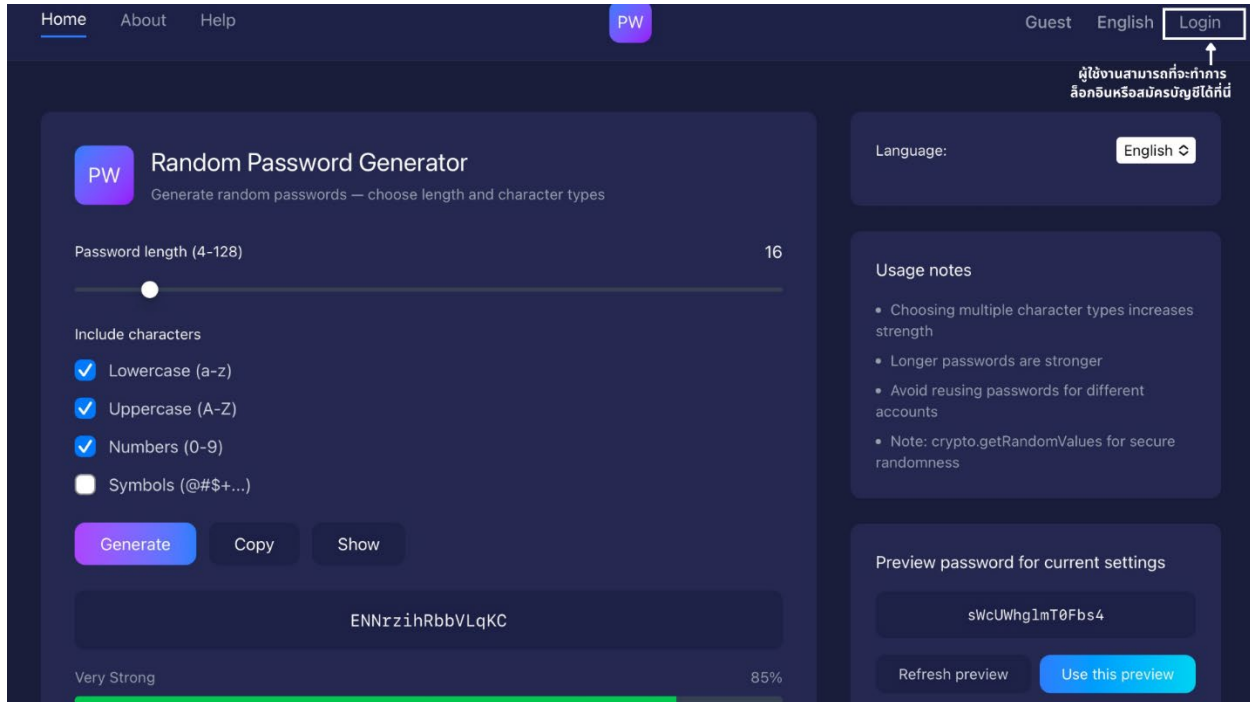 Home About Help PW Guest English Login
ผู้ใช้งานสามารถที่จะทำการ
ล็อกอินหรือสมัครบัญชีได้ที่นี่
PW
Random Password Generator
Generate random passwords — choose length and character types
Password length (4-128) 16
Include characters
Lowercase (a-z)
Uppercase (A-Z)
Numbers (0-9)
Symbols (@#$+...)
Generate Copy Show
ENNrzihRbbVLqKC
Very Strong 85%
Language: English
Usage notes
• Choosing multiple character types increases
strength
• Longer passwords are stronger
• Avoid reusing passwords for different
accounts
• Note: crypto.getRandomValues for secure
randomness
Preview password for current settings
sWcUWhglmT0Fbs4
Refresh preview Use this preview